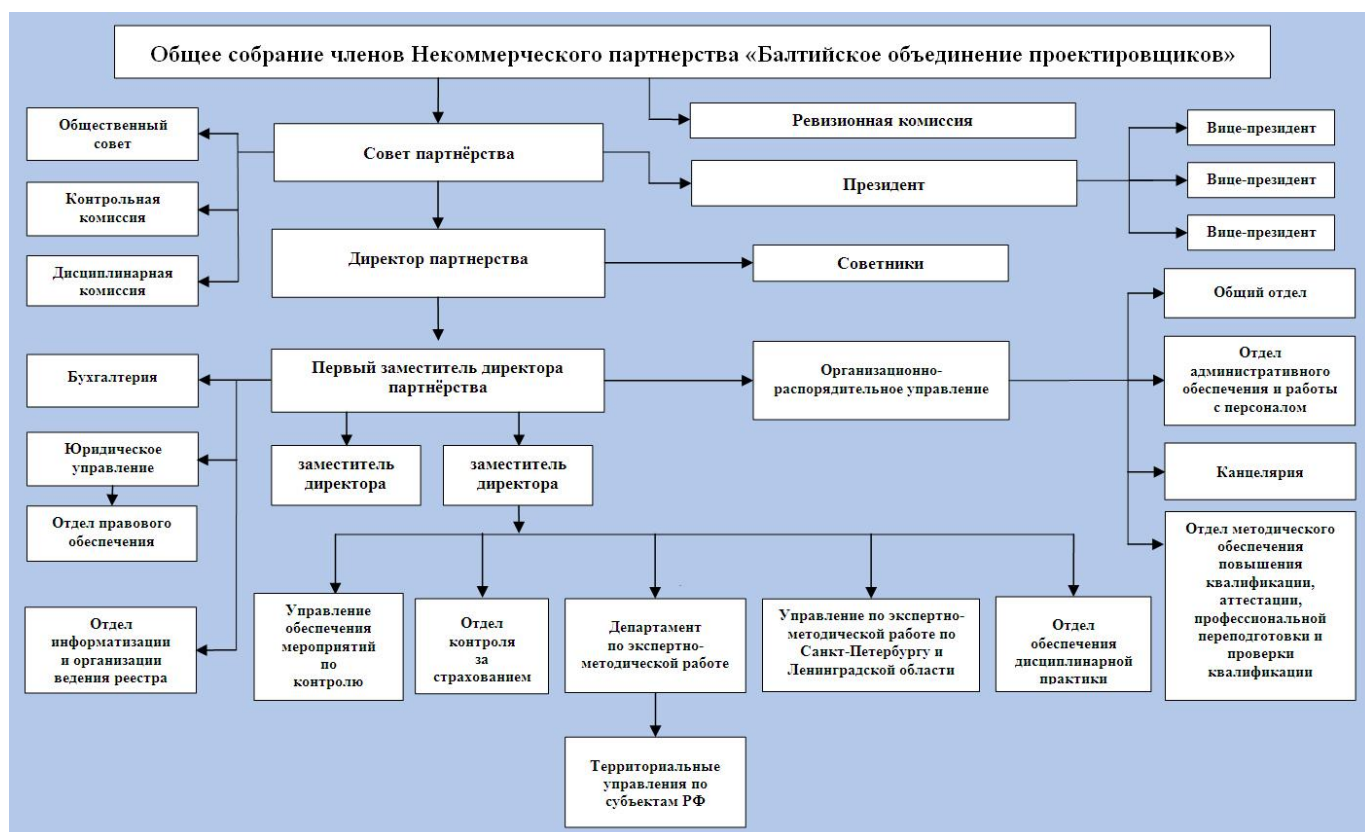 Общее собрание членов Некоммерческого партнерства «Балтийское объединение проектировщиков»
Общественный
совет
Ревизионная комиссия
Вице-президент
Совет партнёрства
Президент
Вице-президент
Контрольная
комиссия
Вице-президент
Дисциплинарная
комиссия
Директор партнерства
Советники
Общий отдел
Бухгалтерия
Первый заместитель директора
партнёрства
Организационно-
распорядительное управление
Отдел
административного
обеспечения и работы
с персоналом
Юридическое
управление
заместитель
директора
заместитель
директора
Канцелярия
Отдел правового
обеспечения
Отдел методического
обеспечения
повышения
квалификации,
аттестации,
профессиональной
переподготовки и
проверки
квалификации
Отдел
информатизации
и организации
ведения реестра
Управление
обеспечения
мероприятий
по
контролю
Отдел
контроля
за
страхованием
Департамент
по экспертно-
методической работе
Управление по экспертно-
методической работе по
Санкт-Петербургу и
Ленинградской области
Отдел
обеспечения
дисциплинарной
практики
Территориальные
управления по
субъектам РФ